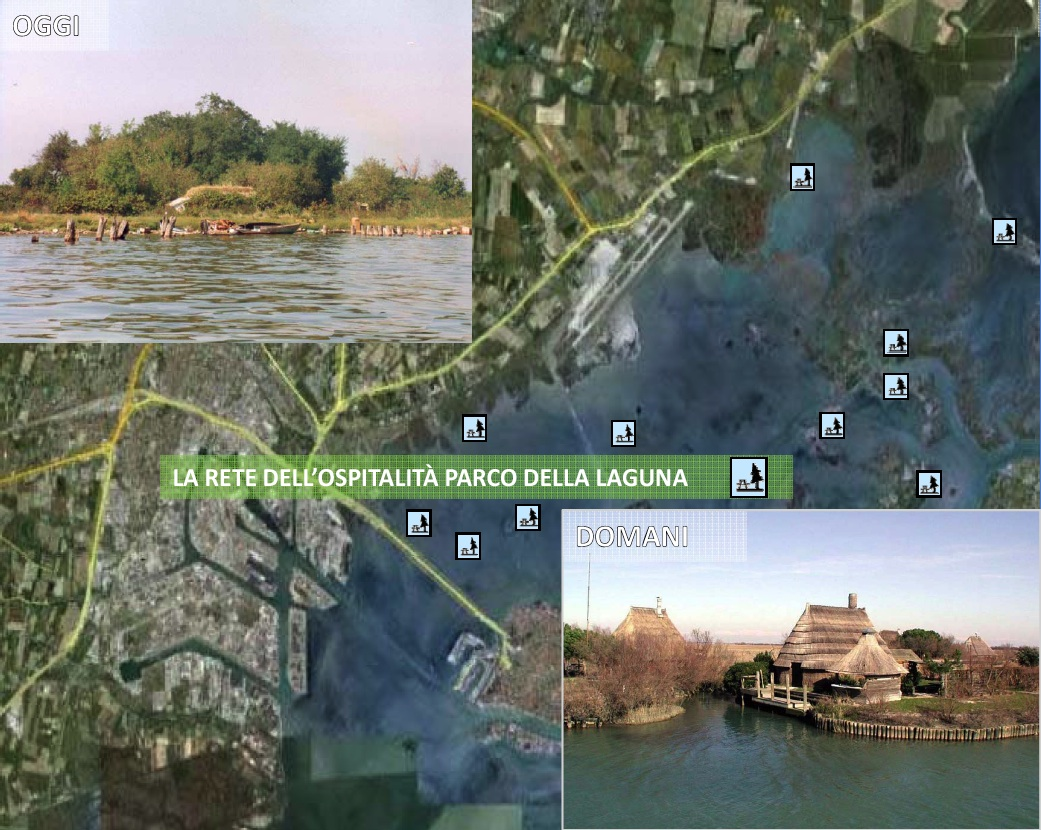 OGGI
LA RETE DELL'OSPITALITÀ PARCO DELLA LAGUNA
DOMANI